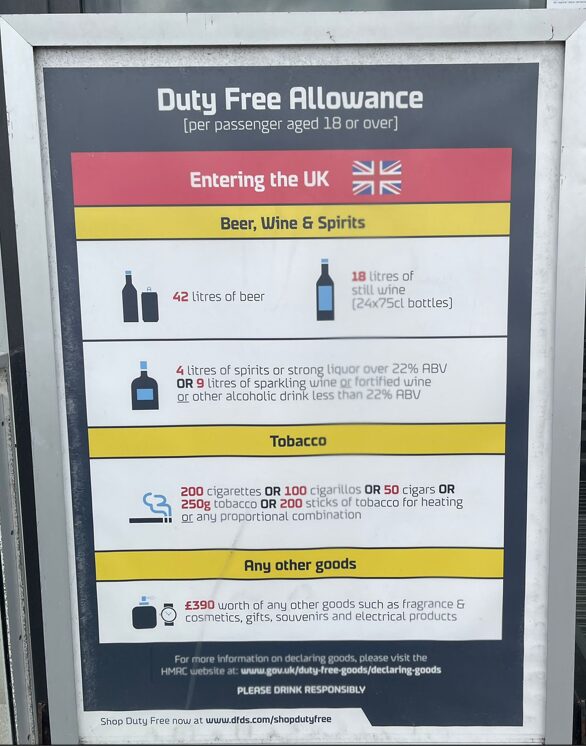 Duty Free Allowance
[per passenger aged 18 or over]
Entering the UK
Beer, Wine & Spirits
42 litres of beer
18 litres of
still wine
[24x75cl bottles]
4 litres of spirits or strong liquor over 22% ABV
OR 9 litres of sparkling wine or fortified wine
or other alcoholic drink less than 22% ABV
Tobacco
200 cigarettes OR 100 cigarillos OR 50 cigars OR
250g tobacco OR 200 sticks of tobacco for heating
or any proportional combination
Any other goods
£390 worth of any other goods such as fragrance &
cosmetics, gifts, souvenirs and electrical products
For more information on declaring goods, please visit the
HMRC website at: www.gov.uk/duty-free-goods/declaring-goods
PLEASE DRINK RESPONSIBLY
Shop Duty Free now at www.dfds.com/shopdutyfree